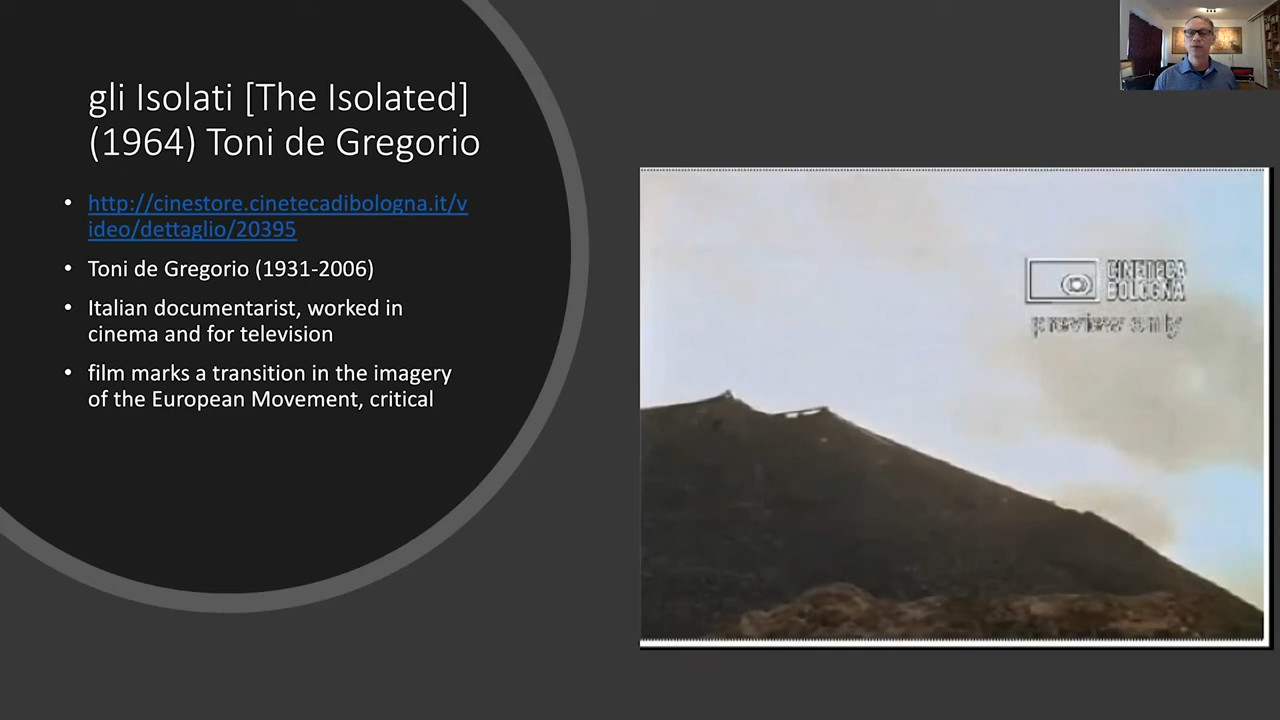 gli Isolati [The Isolated]
(1964) Toni de Gregorio
• http://cinestore.cinetecadibologna.it/v
ideo/dettaglio/20395
• Toni de Gregorio (1931-2006)
• Italian documentarist, worked in
cinema and for television
• film marks a transition in the imagery
of the European Movement, critical
CINETECA
BOLOGNA
preview only